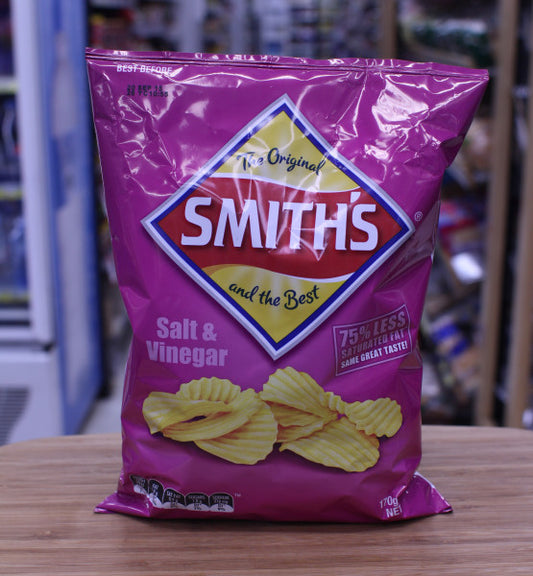 BEST BEFORE
The Original
SMITH'S
®
and the Best
Salt &
Vinegar
75% LESS
SATURATED FAT
SAME GREAT TASTE!
170g
NET